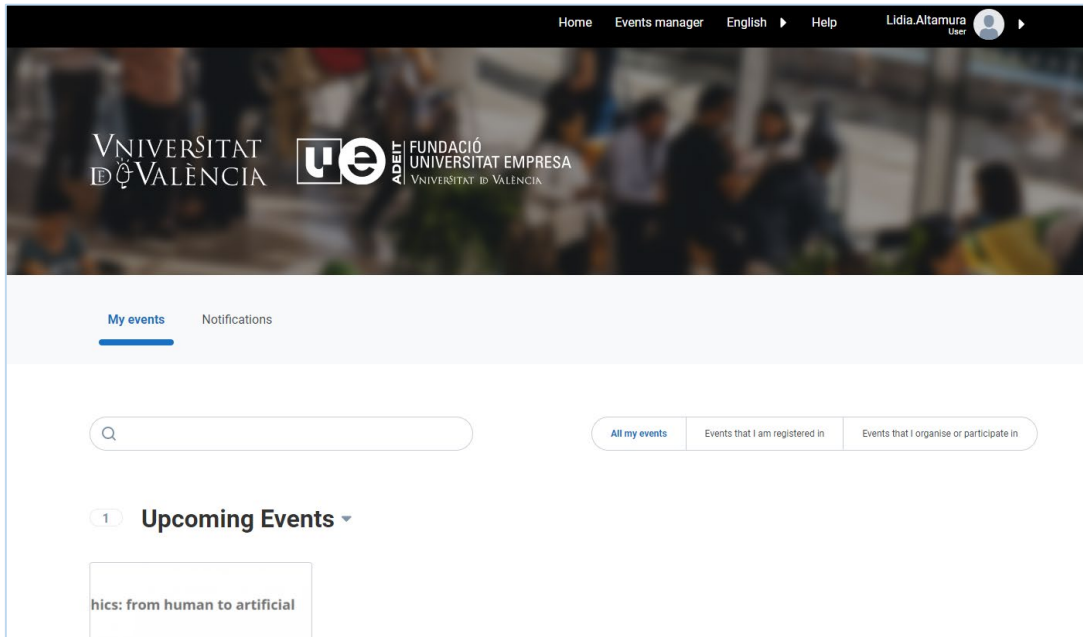 Home Events manager English Help Lidia.Altamura
User
VNIVERSITAT
D VALÈNCIA
ue
ADEIT
FUNDACIÓ
UNIVERSITAT EMPRESA
VNIVERSITAT D VALÈNCIA
My events Notifications
All my events Events that I am registered in Events that I organise or participate in
1 Upcoming Events
hics: from human to artificial